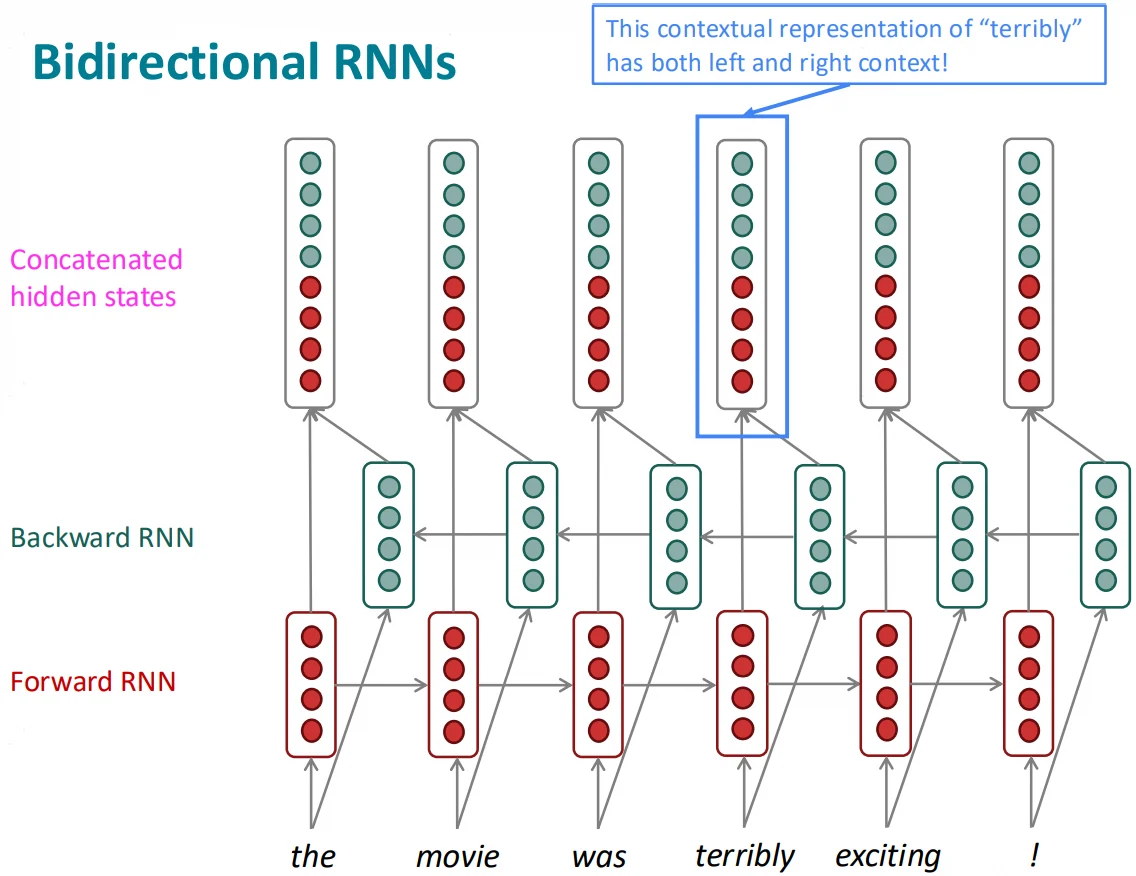 Bidirectional RNNs
This contextual representation of “terribly”
has both left and right context!
Concatenated
hidden states
Backward RNN
Forward RNN
the movie was terribly exciting !